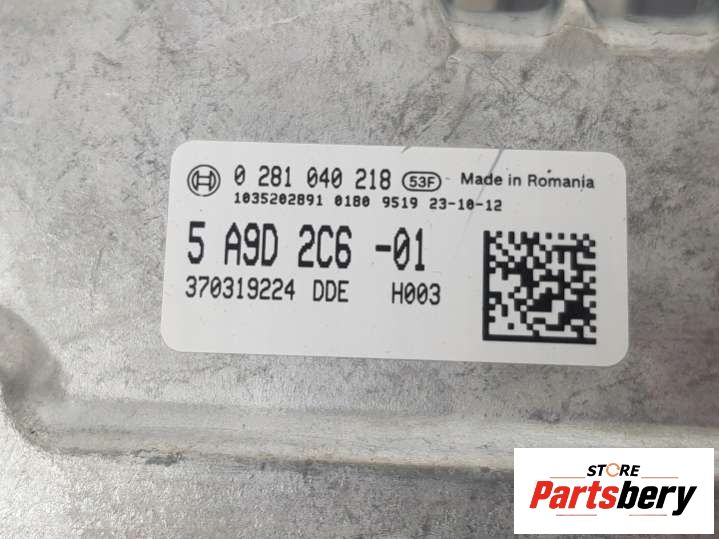 0 281 040 218 53F Made in Romania
1035202891 0180 9519 23-10-12
5 A9D 2C6 -01
370319224 DDE H003
STORE
Partsbery